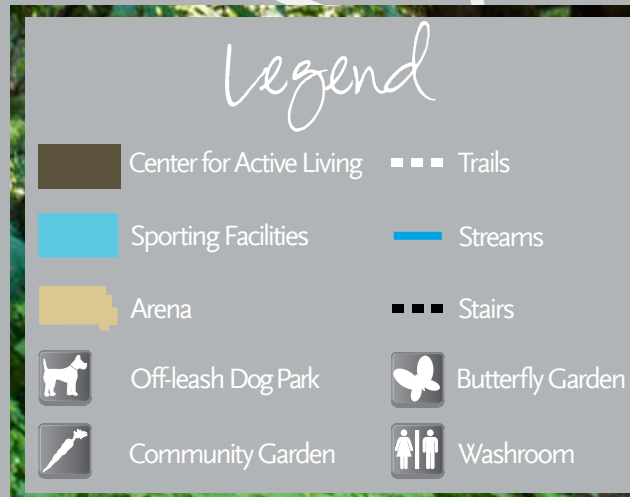 Legend
Center for Active Living
Trails
Sporting Facilities
Streams
Arena
Stairs
Off-leash Dog Park
Butterfly Garden
Community Garden
Washroom